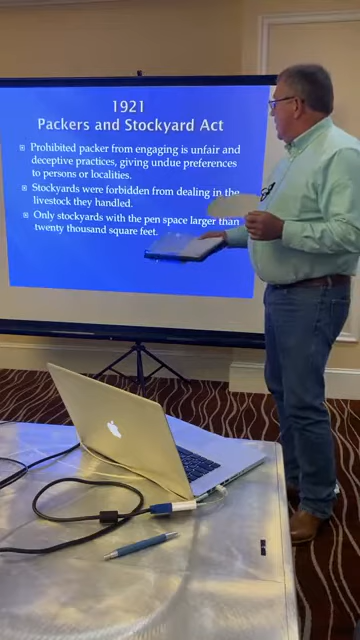 1921
Packers and Stockyard Act
Prohibited packer from engaging is unfair and
deceptive practices, giving undue preferences
to persons or localities.
Stockyards were forbidden from dealing in the
livestock they handled.
Only stockyards with the pen space larger than
twenty thousand square feet.